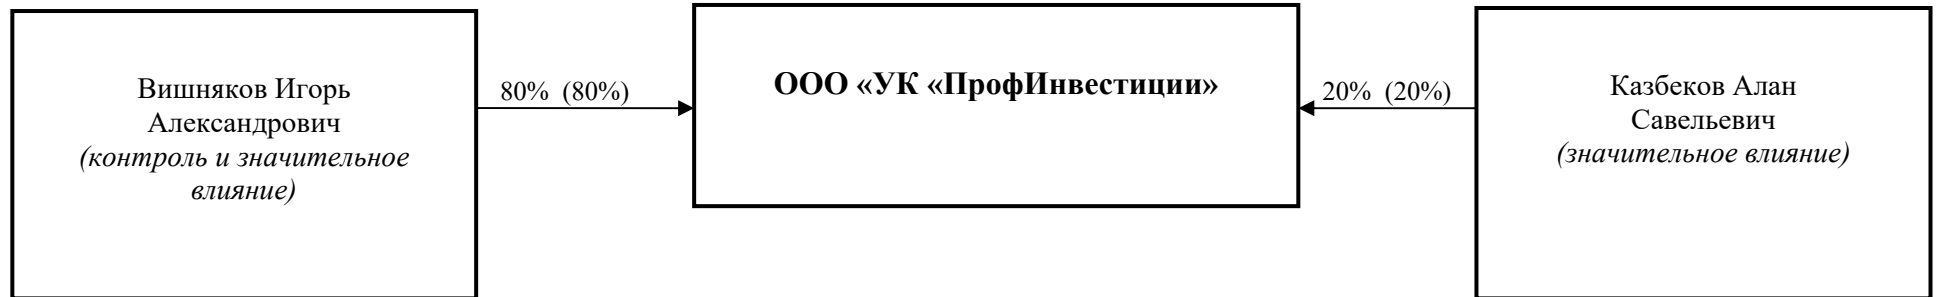 Вишняков Игорь
Александрович
(контроль и значительное
влияние)
80% (80%)
ООО «УК «ПрофИнвестиции»
20% (20%)
Казбеков Алан
Савельевич
(значительное влияние)